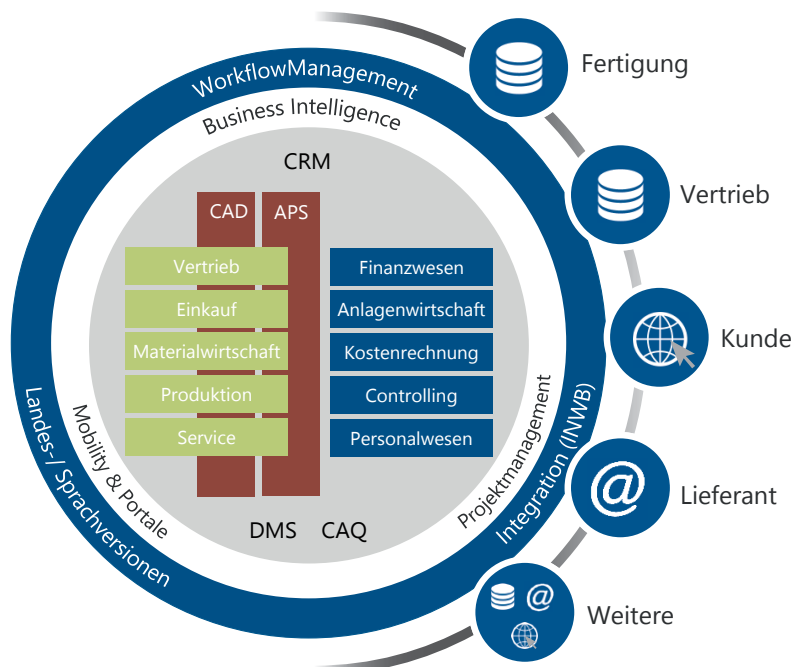 WorkflowManagement
Business Intelligence
CRM
CAD
APS
Vertrieb
Einkauf
Materialwirtschaft
Produktion
Service
Finanzwesen
Anlagenwirtschaft
Kostenrechnung
Controlling
Personalwesen
DMS
CAQ
Mobility & Portale
Projektmanagement
Landes-/ Sprachversionen
Integration (INWB)
Fertigung
Vertrieb
Kunde
@
Lieferant
@
Weitere